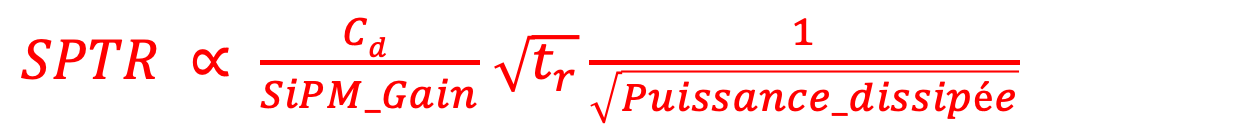 SPTR ∝ C_d / SiPM_Gain √t_r 1 / √Puissance_dissipée